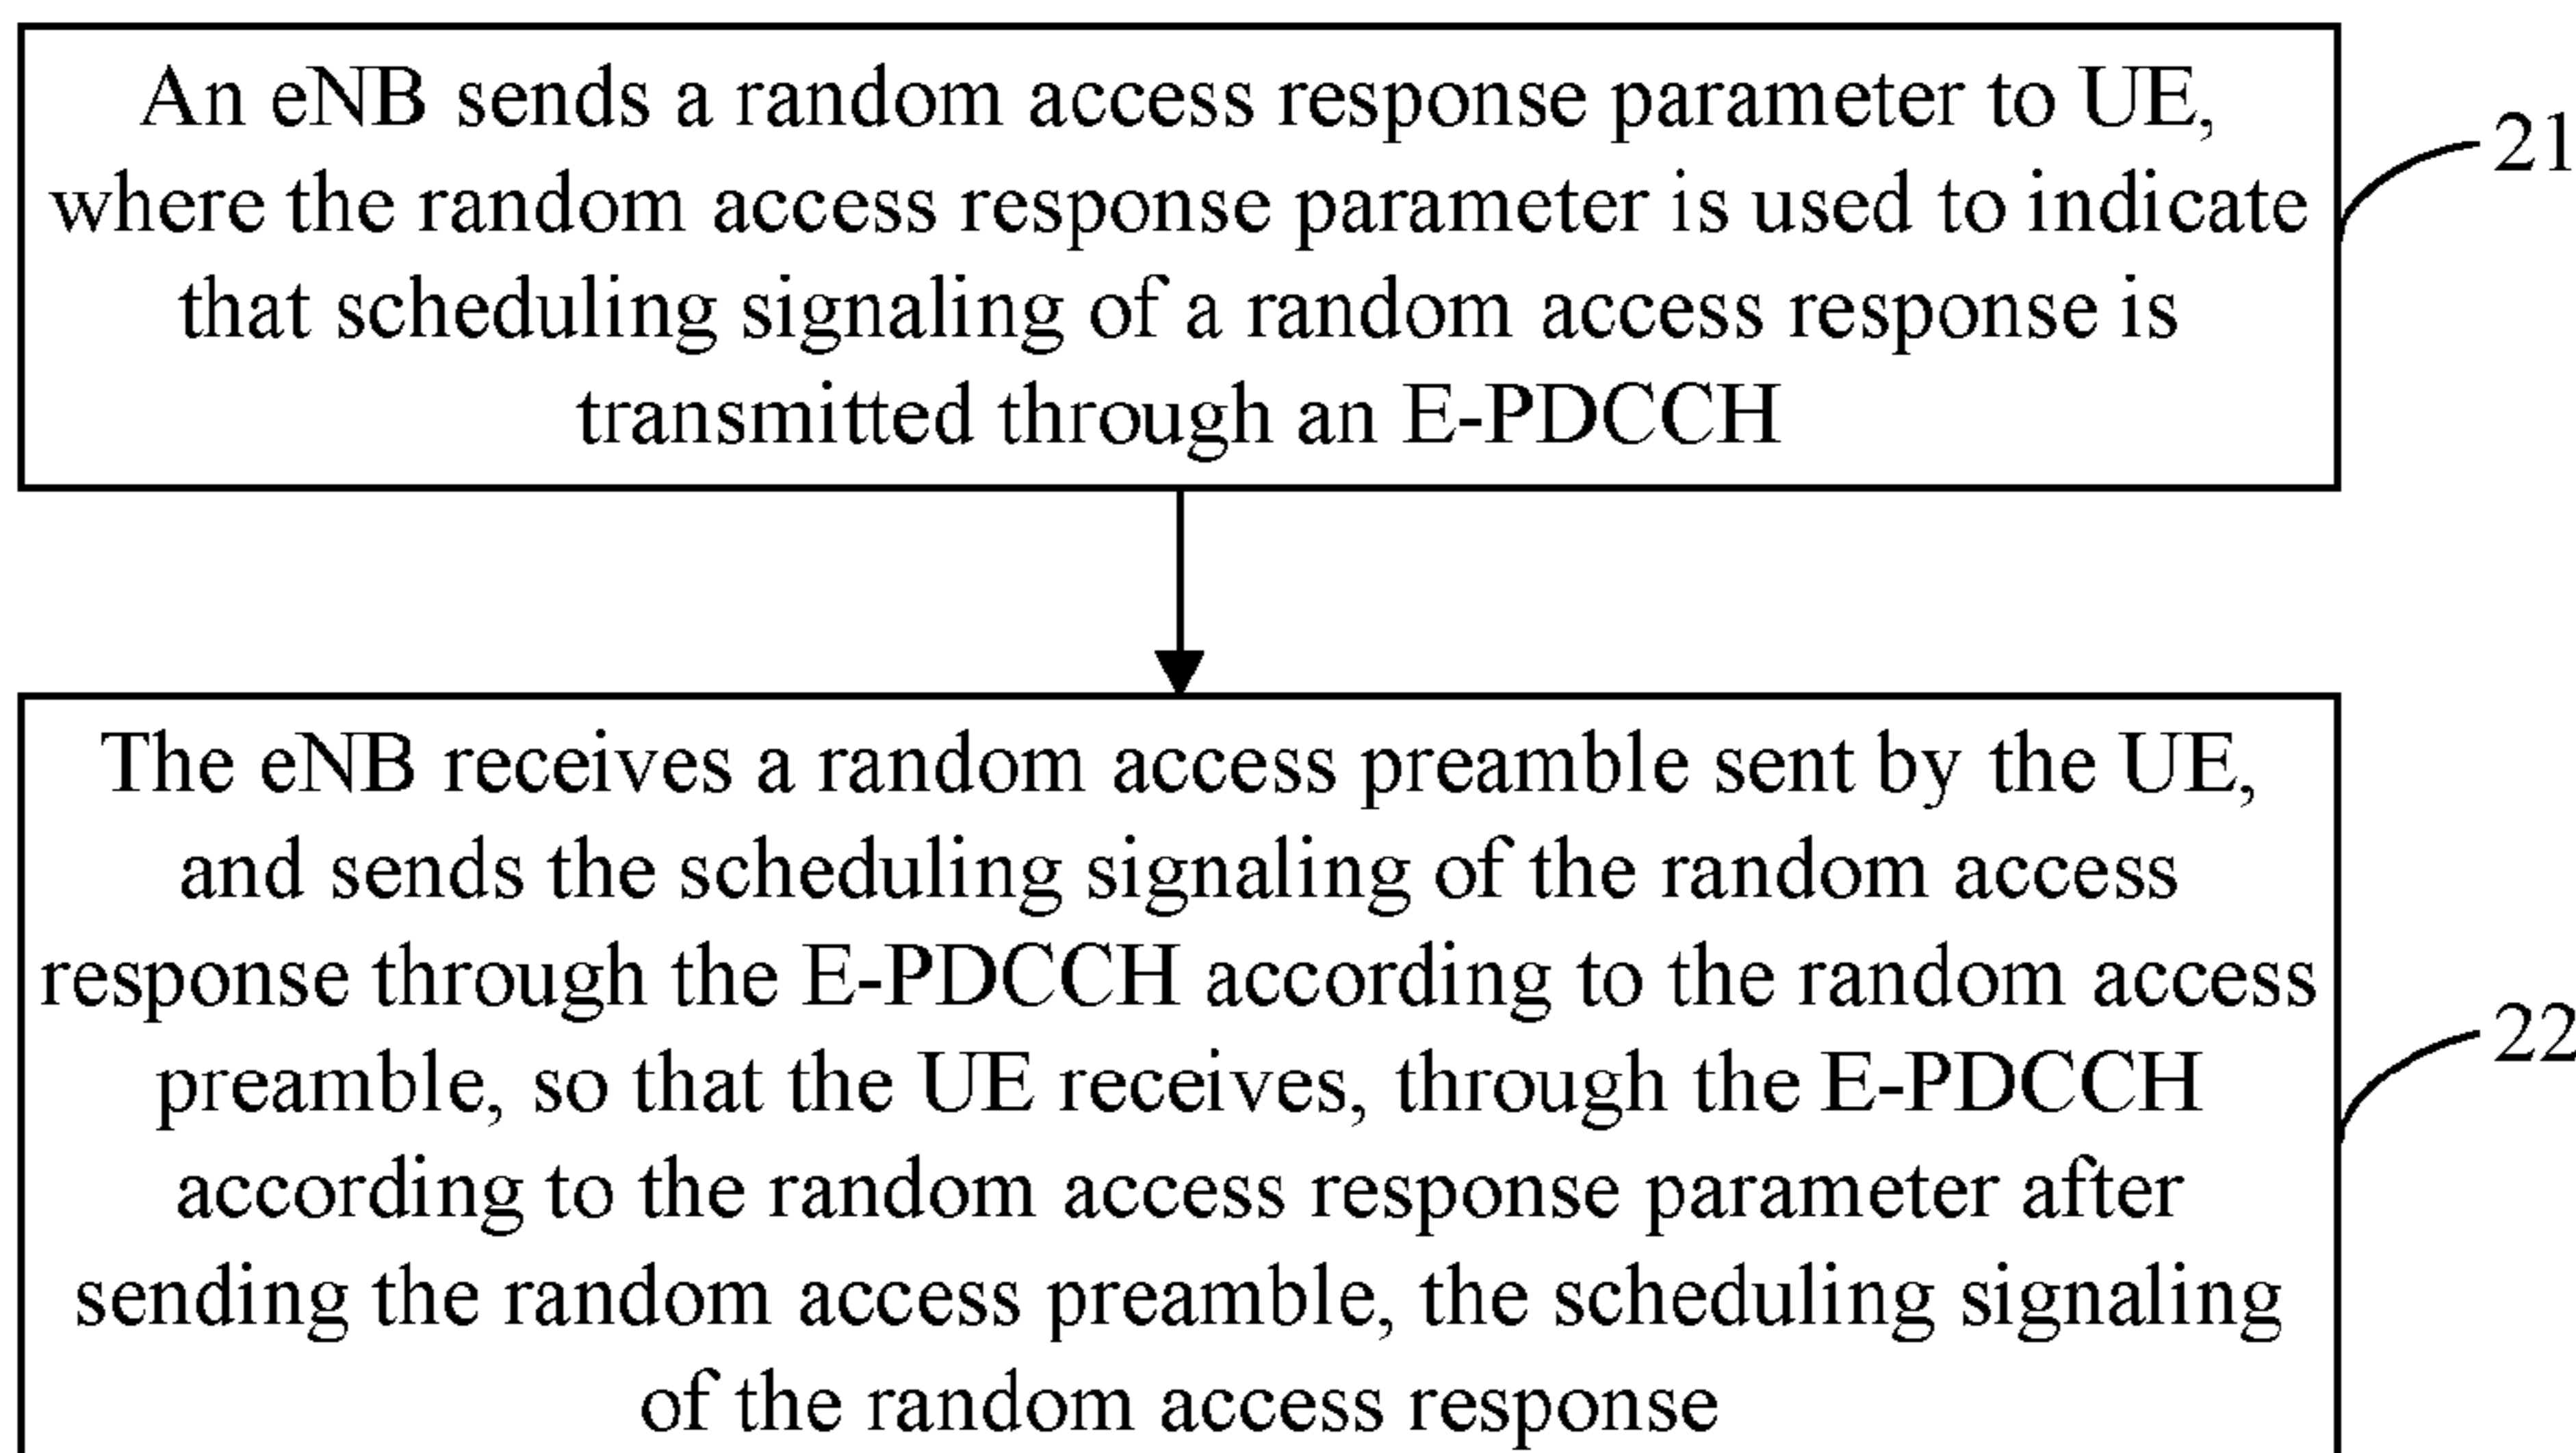 An eNB sends a random access response parameter to UE,
where the random access response parameter is used to indicate
that scheduling signaling of a random access response is
transmitted through an E-PDCCH
21
The eNB receives a random access preamble sent by the UE,
and sends the scheduling signaling of the random access
response through the E-PDCCH according to the random access
preamble, so that the UE receives, through the E-PDCCH
according to the random access response parameter after
sending the random access preamble, the scheduling signaling
of the random access response
22